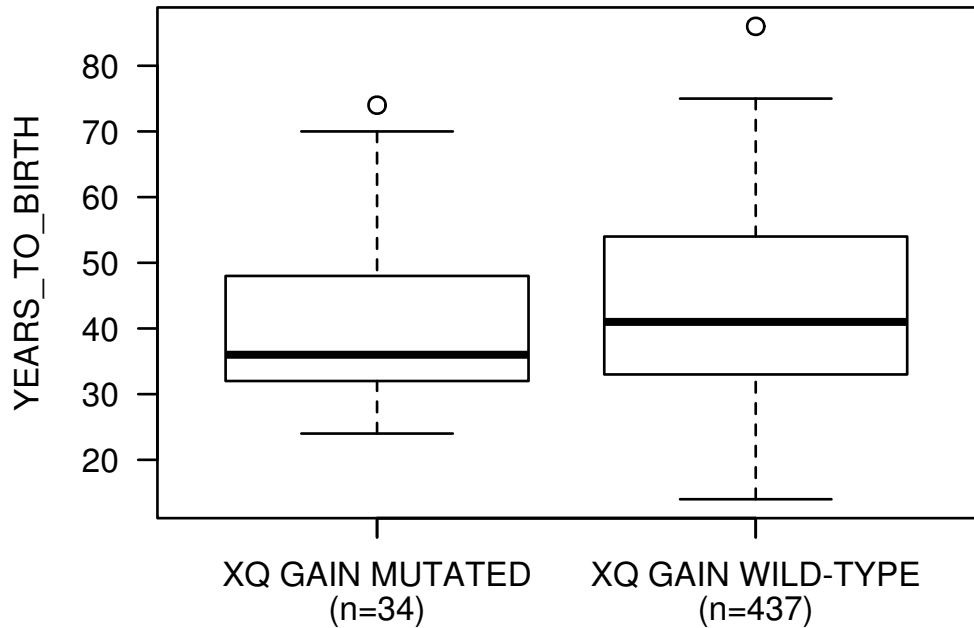 YEARS_TO_BIRTH
80
70
60
50
40
30
20
XQ GAIN MUTATED
(n=34)
XQ GAIN WILD-TYPE
(n=437)